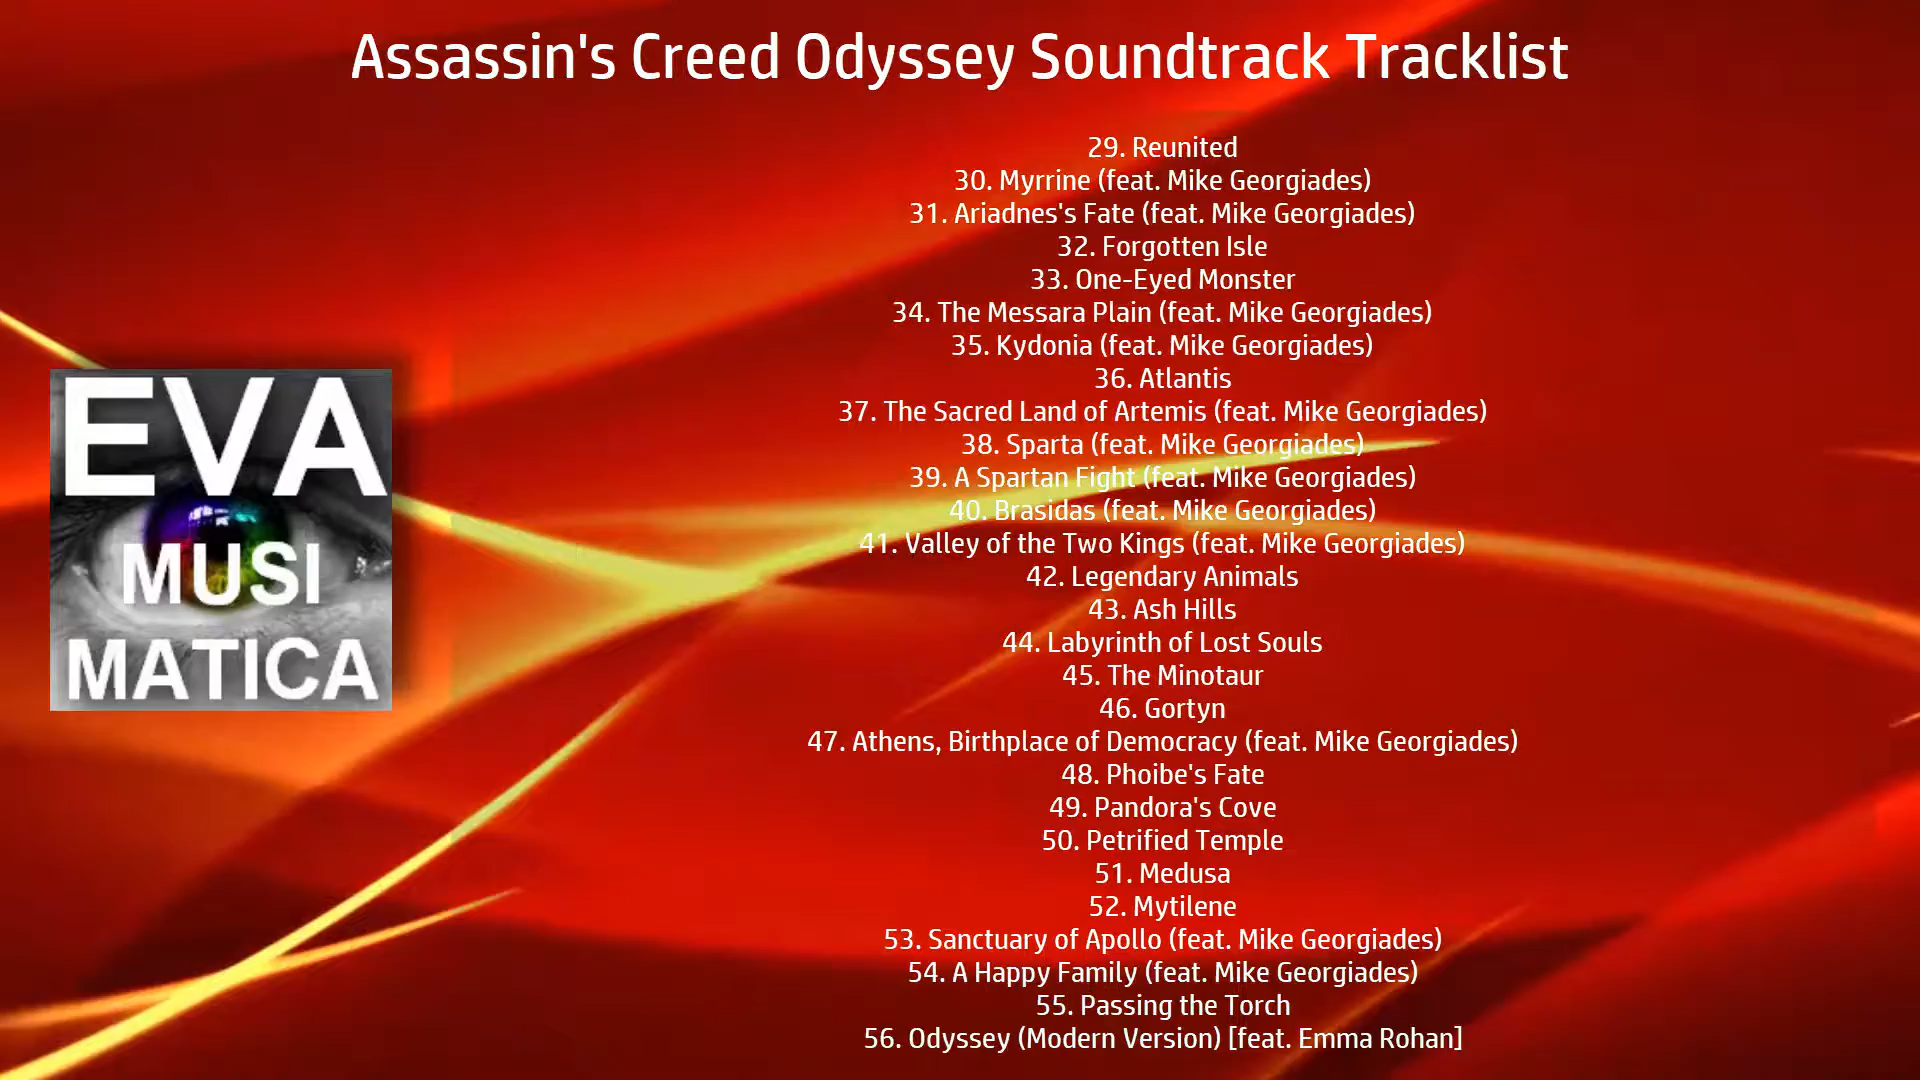 Assassin's Creed Odyssey Soundtrack Tracklist
29. Reunited
30. Myrrine (feat. Mike Georgiades)
31. Ariadnes's Fate (feat. Mike Georgiades)
32. Forgotten Isle
33. One-Eyed Monster
34. The Messara Plain (feat. Mike Georgiades)
35. Kydonia (feat. Mike Georgiades)
36. Atlantis
37. The Sacred Land of Artemis (feat. Mike Georgiades)
38. Sparta (feat. Mike Georgiades)
39. A Spartan Fight (feat. Mike Georgiades)
40. Brasidas (feat. Mike Georgiades)
41. Valley of the Two Kings (feat. Mike Georgiades)
42. Legendary Animals
43. Ash Hills
44. Labyrinth of Lost Souls
45. The Minotaur
46. Gortyn
47. Athens, Birthplace of Democracy (feat. Mike Georgiades)
48. Phoibe's Fate
49. Pandora's Cove
50. Petrified Temple
51. Medusa
52. Mytilene
53. Sanctuary of Apollo (feat. Mike Georgiades)
54. A Happy Family (feat. Mike Georgiades)
55. Passing the Torch
56. Odyssey (Modern Version) [feat. Emma Rohan]
EVA
MUSI
MATICA